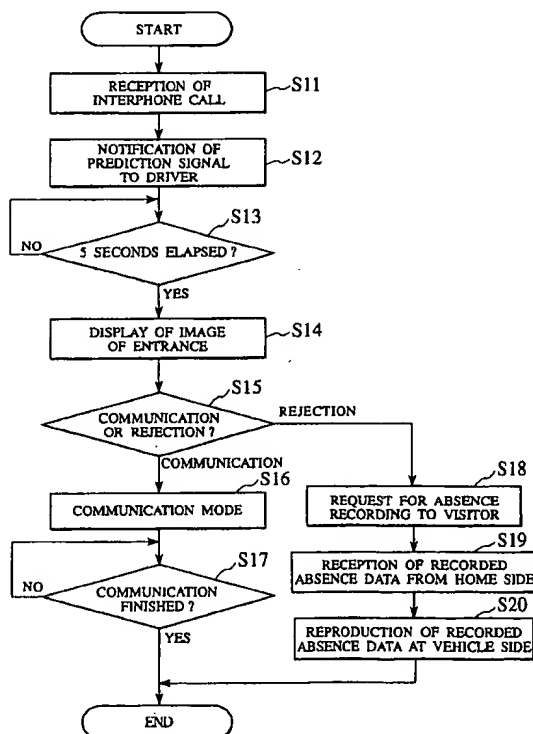 START
RECEPTION OF
INTERPHONE CALL
S11
NOTIFICATION OF
PREDICTION SIGNAL
TO DRIVER
S12
S13
5 SECONDS ELAPSED ?
NO
YES
DISPLAY OF IMAGE
OF ENTRANCE
S14
S15
COMMUNICATION
OR REJECTION ?
REJECTION
COMMUNICATION
S16
COMMUNICATION MODE
S17
COMMUNICATION
FINISHED ?
NO
YES
S18
REQUEST FOR ABSENCE
RECORDING TO VISITOR
S19
RECEPTION OF RECORDED
ABSENCE DATA FROM HOME SIDE
S20
REPRODUCTION OF RECORDED
ABSENCE DATA AT VEHICLE SIDE
END